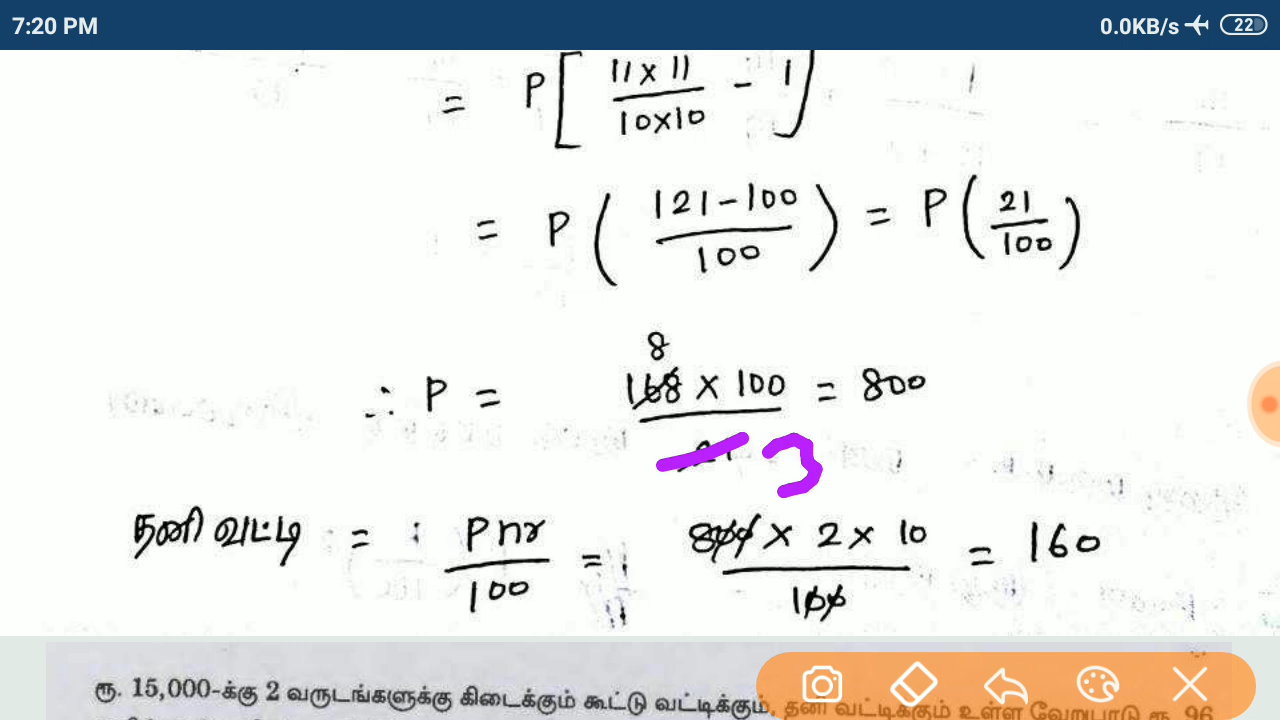 7:20 PM 0.0KB/s 22
= P[ 11 x 11 / 10x10 - 1 ]
= P ( 121-100 / 100 ) = P ( 21 / 100 )
8
∴ P = 168 x 100 / 21 = 800
3
தனி வட்டி = Pnr / 100 = 800 x 2 x 10 / 100 = 160
ரூ. 15,000-க்கு 2 வருடங்களுக்கு கிடைக்கும் கூட்டு வட்டிக்கும், தனி வட்டிக்கும் உள்ள வேறுபாடு ரூ. 96